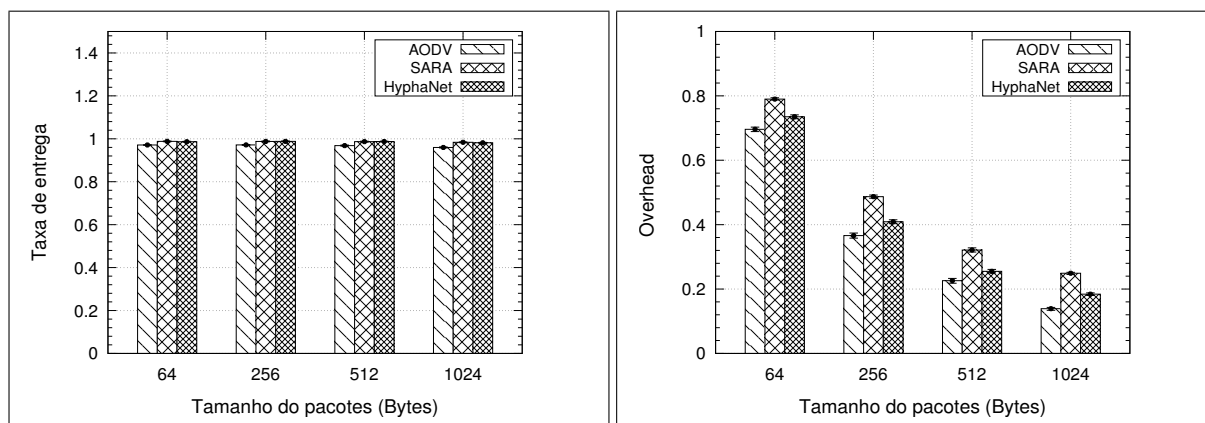 Taxa de entrega
1.4
1.2
1
0.8
0.6
0.4
0.2
0
AODV
SARA
HyphaNet
64 256 512 1024
Tamanho do pacotes (Bytes)
Overhead
1
0.8
0.6
0.4
0.2
0
AODV
SARA
HyphaNet
64 256 512 1024
Tamanho do pacotes (Bytes)